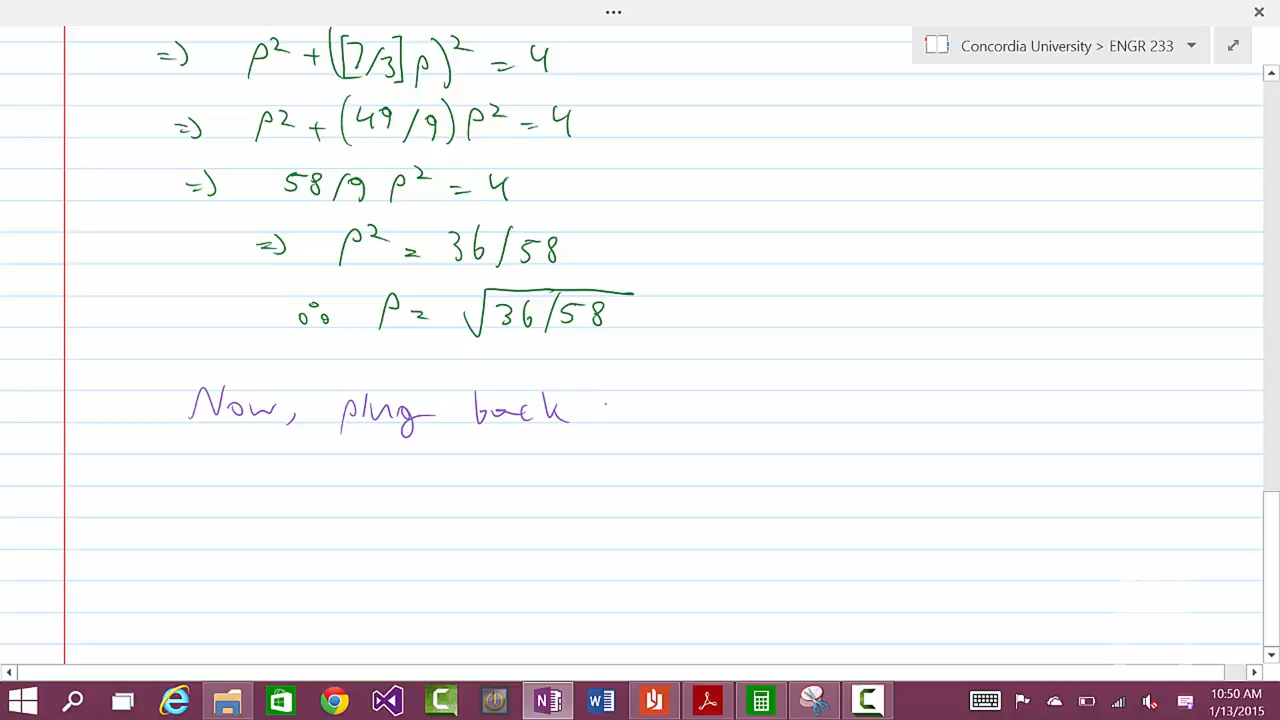 ...
Concordia University > ENGR 233
=> ρ² + ([7/3] ρ)² = 4
=> ρ² + (49/9) ρ² = 4
=> 58/9 ρ² = 4
=> ρ² = 36/58
∴ ρ = √36/58
Now, plug back
10:50 AM
1/13/2015